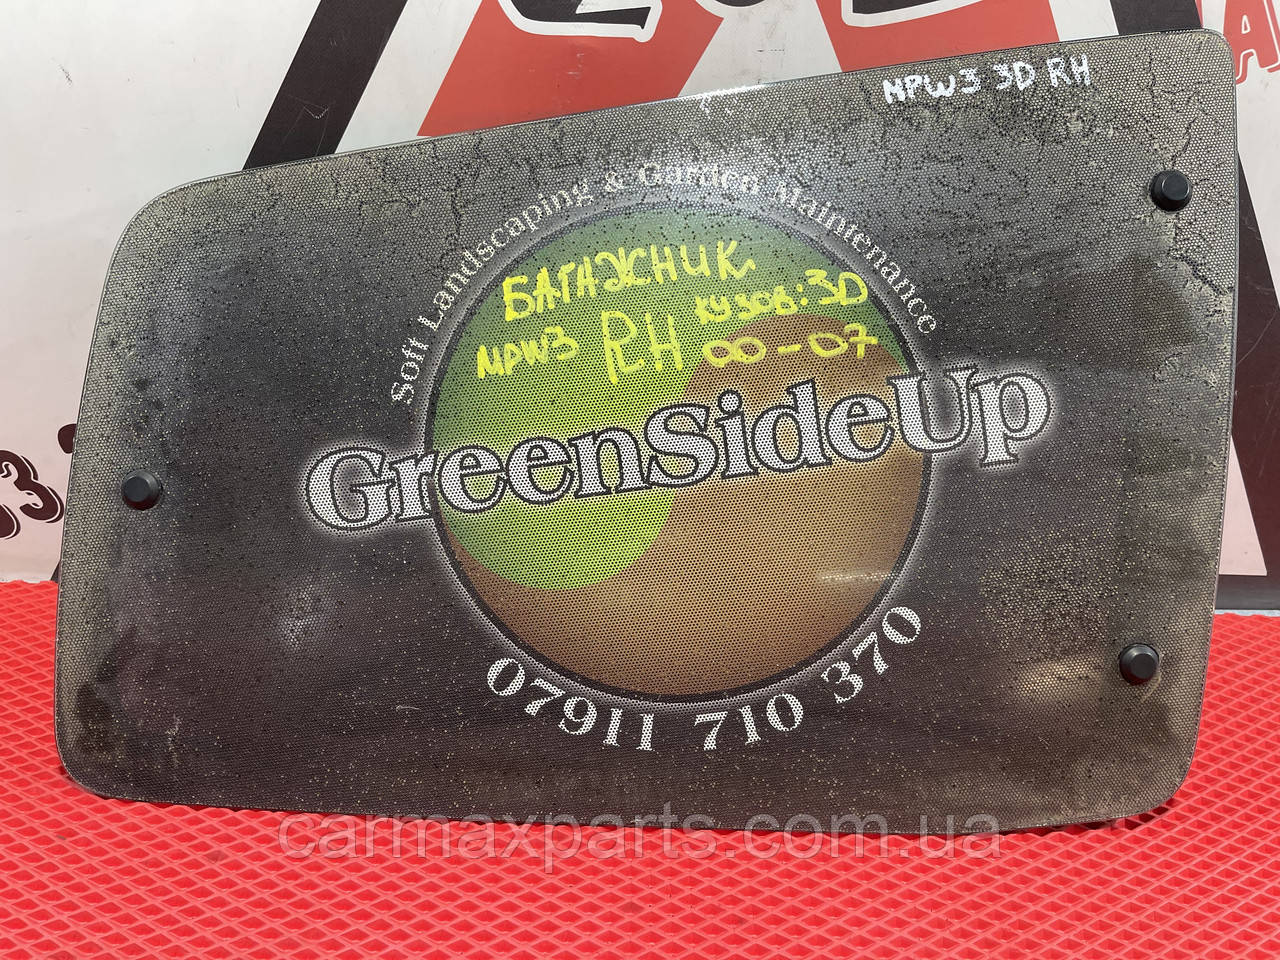 MPW3 3D RH
Soft Landscaping & Garden Maintenance
БАГАЖНИК
кузов: 3D
MPW3 RH 00-07
GreenSideUp
07911 710 370
carmaxparts.com.ua